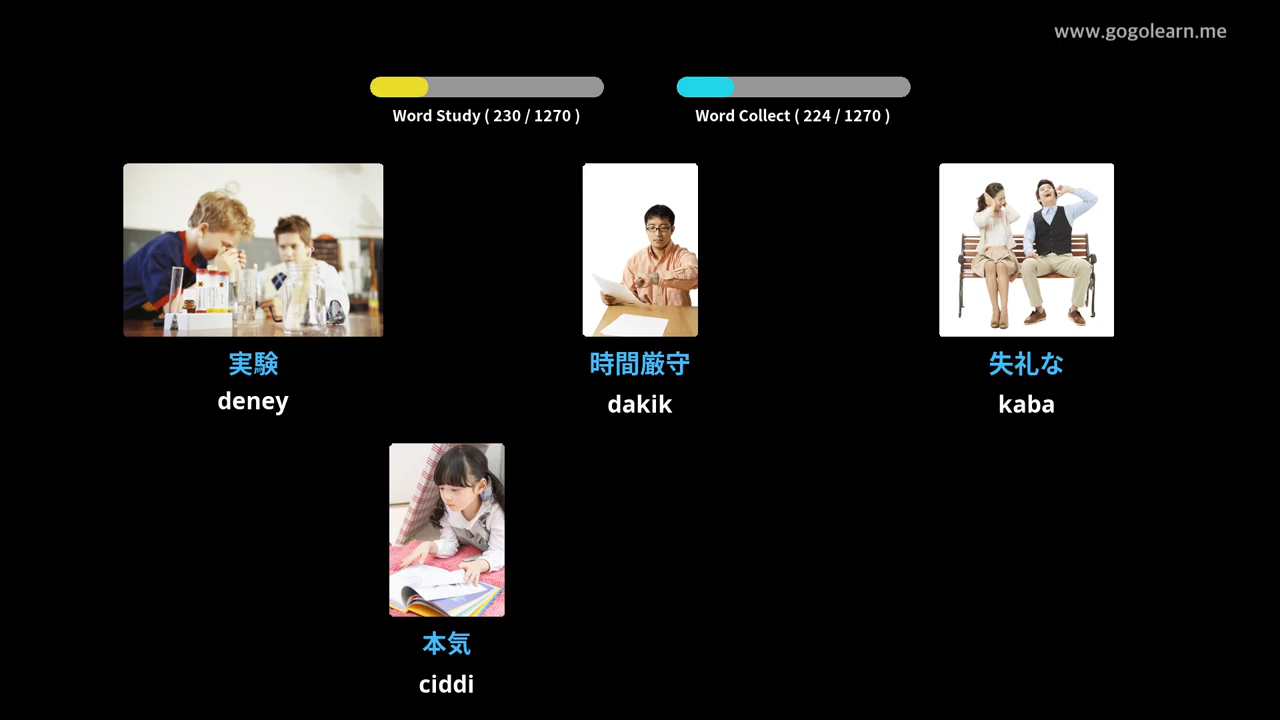 www.gogolearn.me
Word Study ( 230 / 1270 )
Word Collect ( 224 / 1270 )
実験
deney
時間厳守
dakik
失礼な
kaba
本気
ciddi